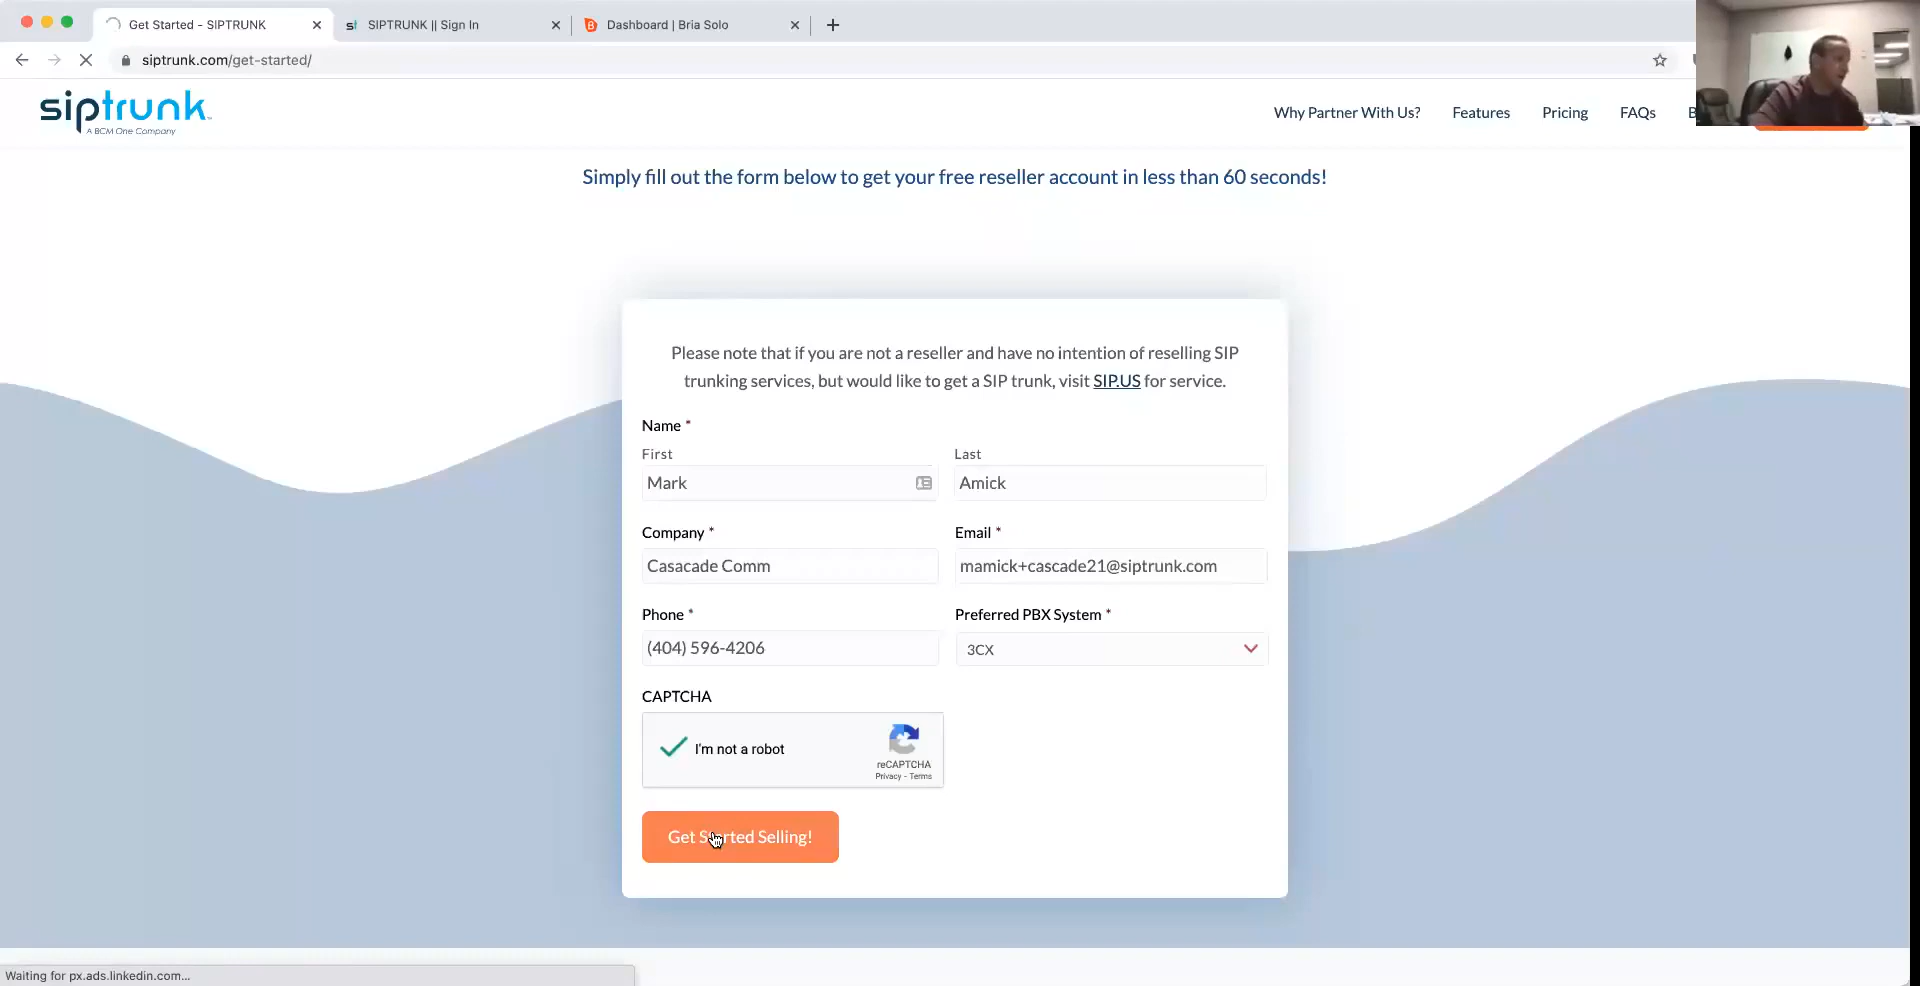 Get Started - SIPTRUNK
SIPTRUNK || Sign In
Dashboard | Bria Solo
siptrunk.com/get-started/
siptrunk
A BCM One Company
Why Partner With Us?
Features
Pricing
FAQs
B
Simply fill out the form below to get your free reseller account in less than 60 seconds!
Please note that if you are not a reseller and have no intention of reselling SIP
trunking services, but would like to get a SIP trunk, visit SIP.US for service.
Name *
First
Last
Mark
Amick
Company *
Email *
Casacade Comm
mamick+cascade21@siptrunk.com
Phone *
Preferred PBX System *
(404) 596-4206
3CX
CAPTCHA
I'm not a robot
reCAPTCHA
Privacy - Terms
Get Started Selling!
Waiting for px.ads.linkedin.com...